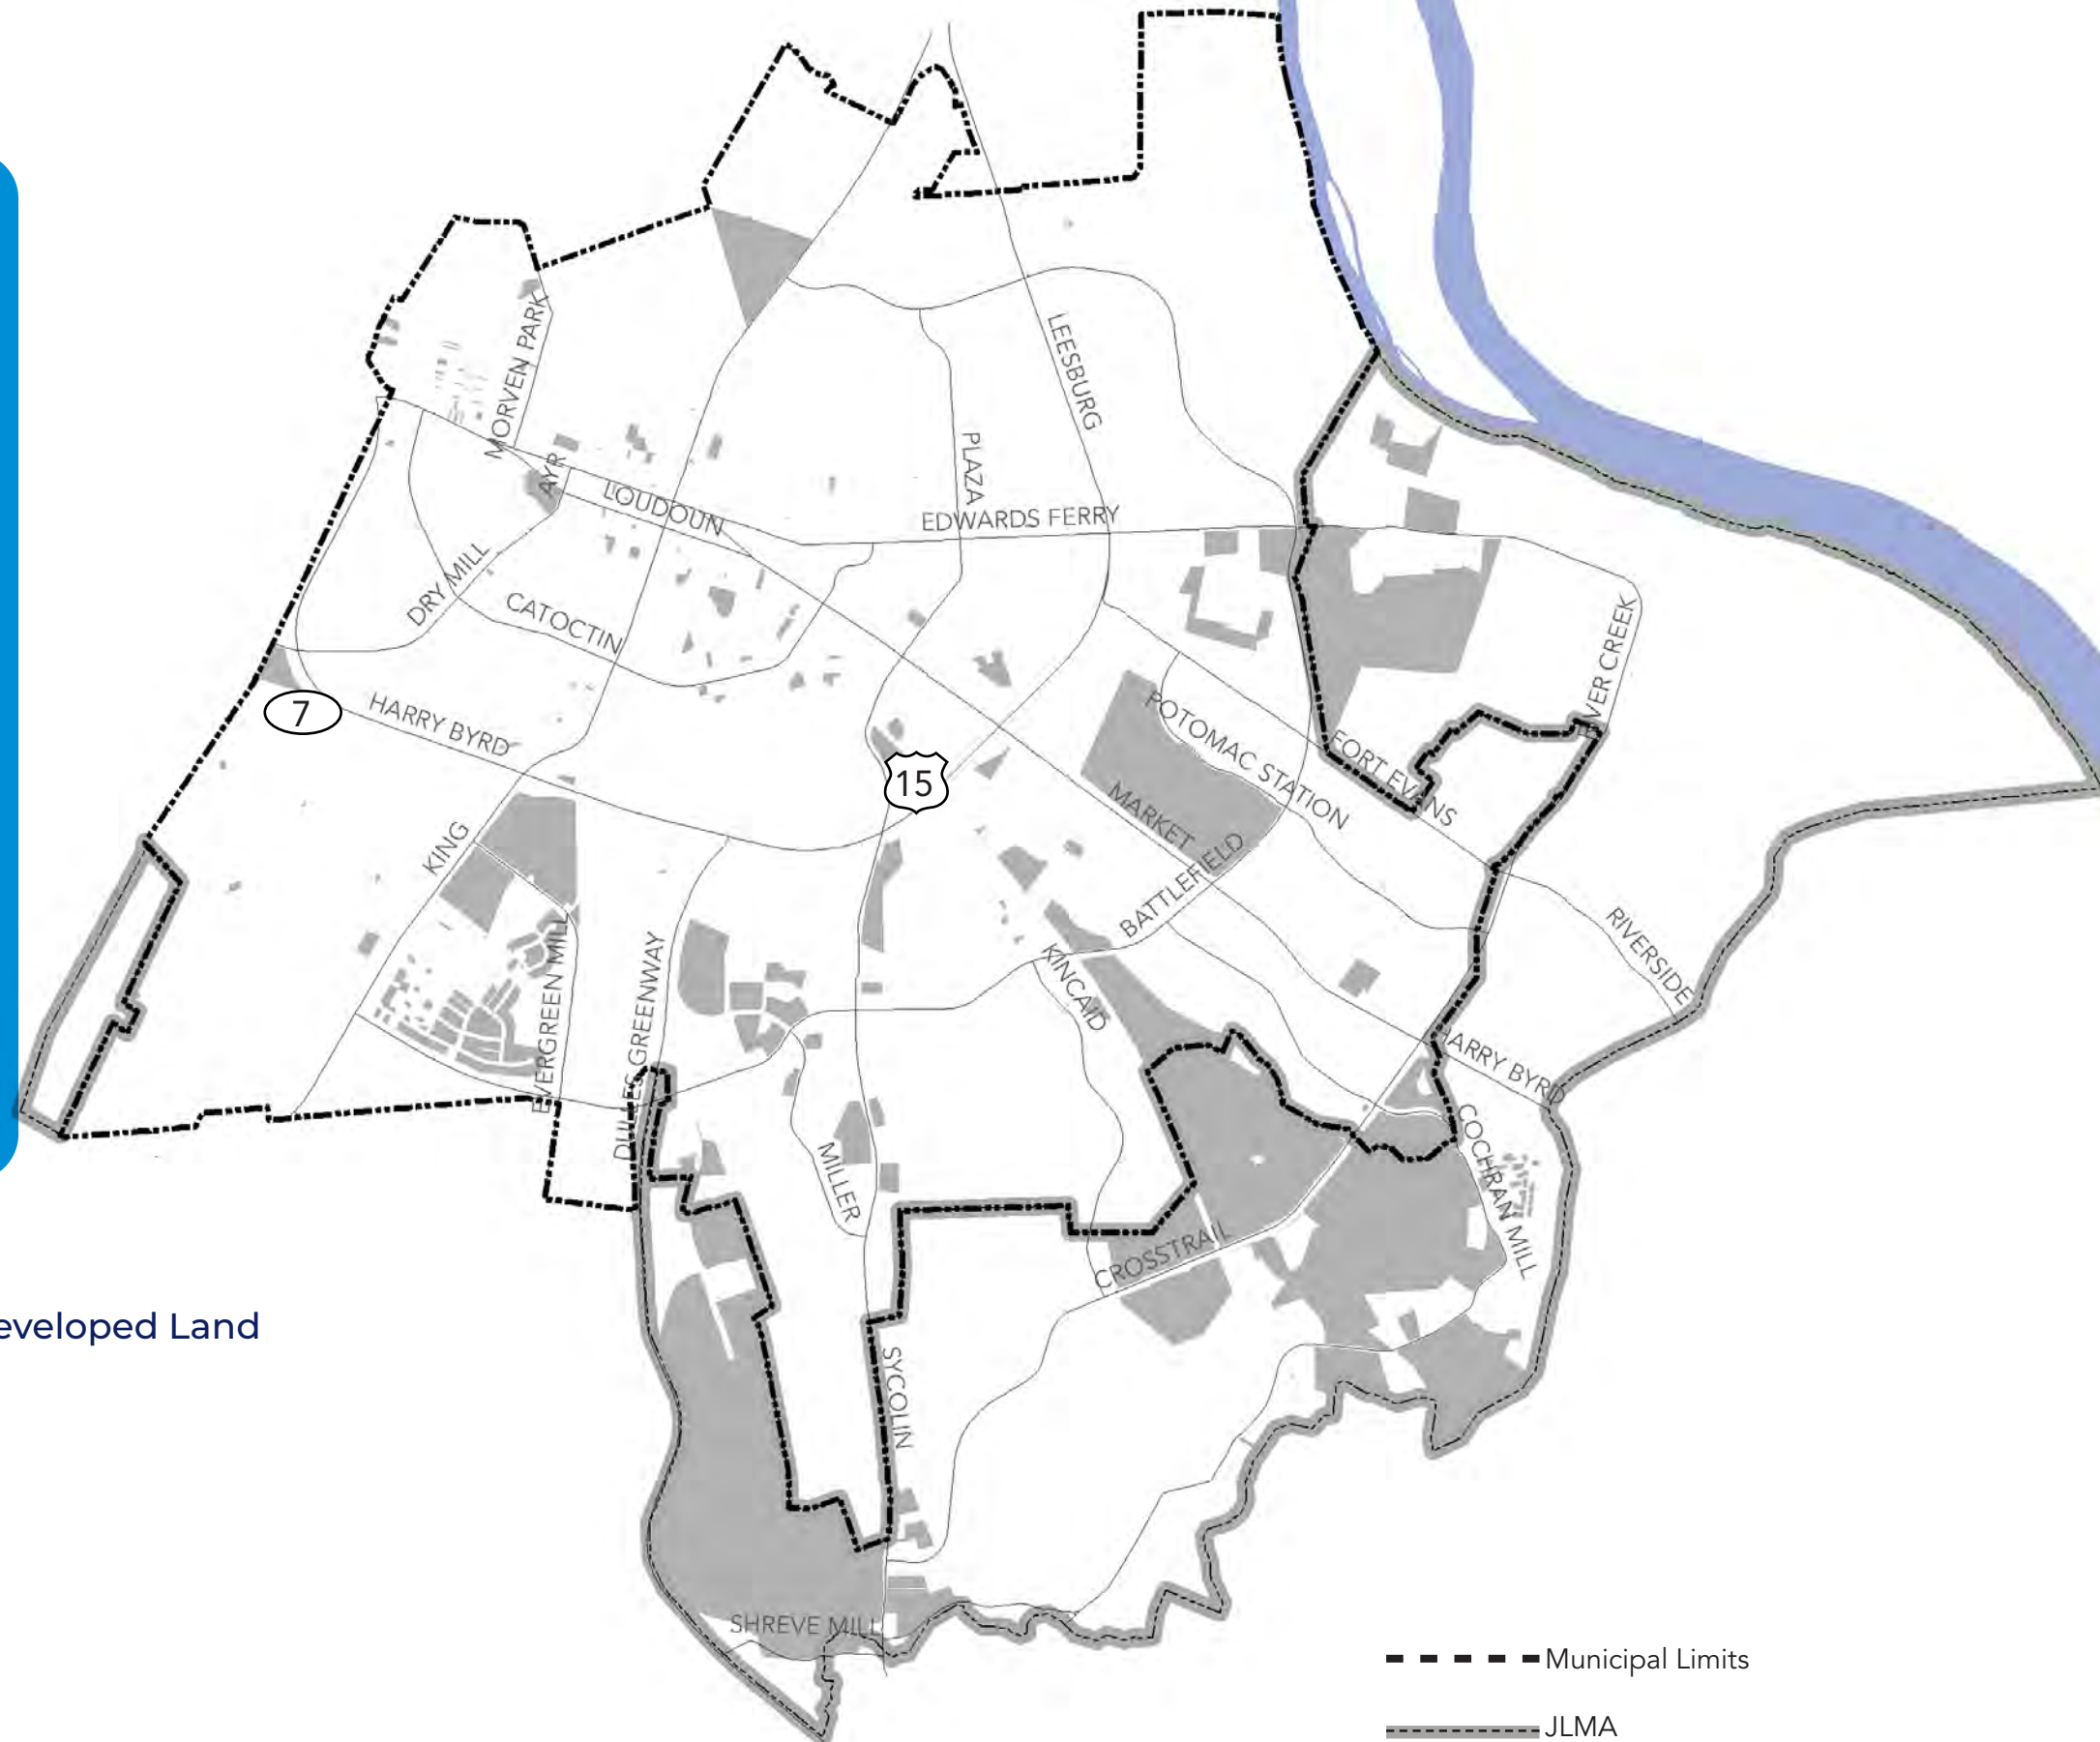 MORVEN PARK
LEESBURG
PLAZA
AYR
LOUDOUN
EDWARDS FERRY
DRY MILL
CATOCTIN
7
HARRY BYRD
15
POTOMAC STATION
FORT EVANS
MARKET
BATTLEFIELD
KING
EVERGREEN MILL
DULLES GREENWAY
KINCAID
RIVERSIDE
HARRY BYRD
COCHRAN MILL
MILLER
CROSSTRAIL
eveloped Land
SYCOLIN
SHREVE MILL
Municipal Limits
JLMA